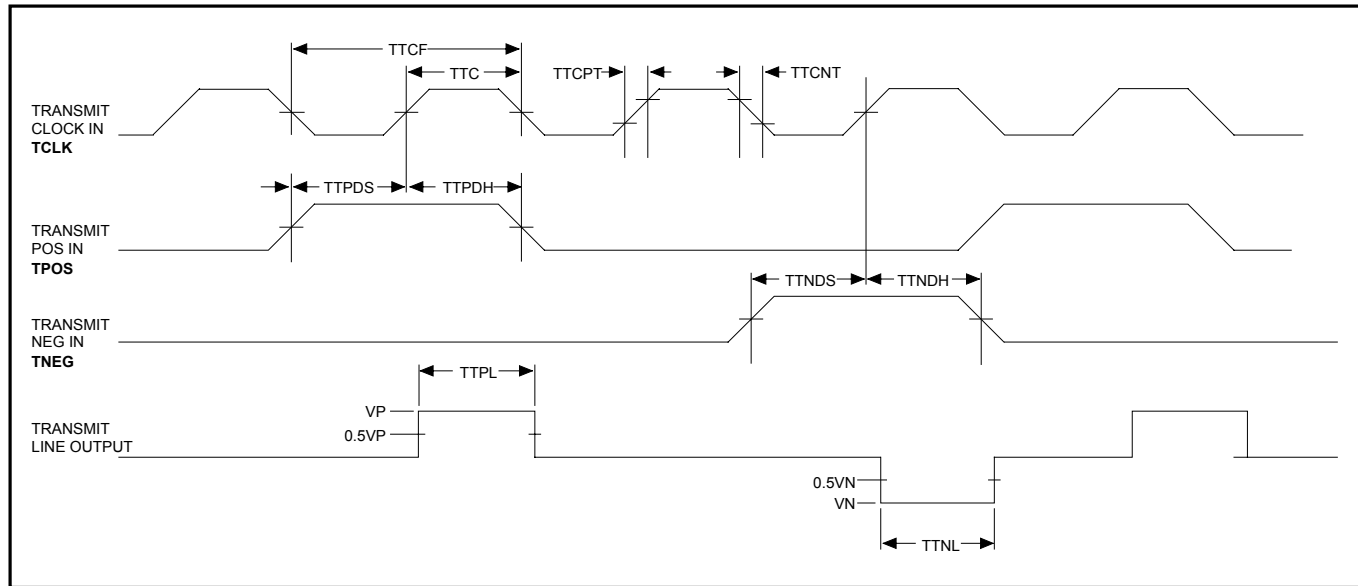 TTCF
TTC
TTCPT
TTCNT
TRANSMIT
CLOCK IN
TCLK
TTPDS
TTPDH
TRANSMIT
POS IN
TPOS
TTNDS
TTNDH
TRANSMIT
NEG IN
TNEG
TTPL
VP
0.5VP
TRANSMIT
LINE OUTPUT
0.5VN
VN
TTNL